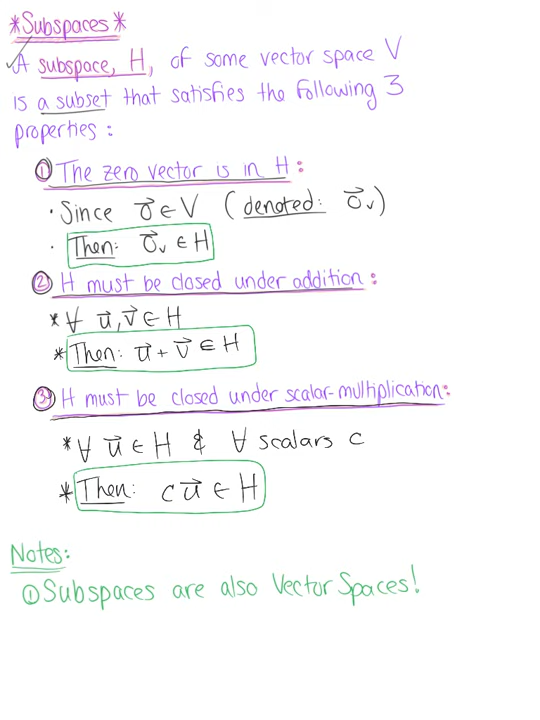 *Subspaces*
✓A subspace, H, of some vector space V
is a subset that satisfies the following 3
properties:
① The zero vector is in H:
• Since 0⃗ ∈ V (denoted: 0⃗ᵥ)
• Then: 0⃗ᵥ ∈ H
② H must be closed under addition:
* ∀ u⃗, v⃗ ∈ H
* Then: u⃗ + v⃗ ∈ H
③ H must be closed under scalar-multiplication:
* ∀ u⃗ ∈ H & ∀ scalars c
* Then: c u⃗ ∈ H
Notes:
① Subspaces are also Vector Spaces!